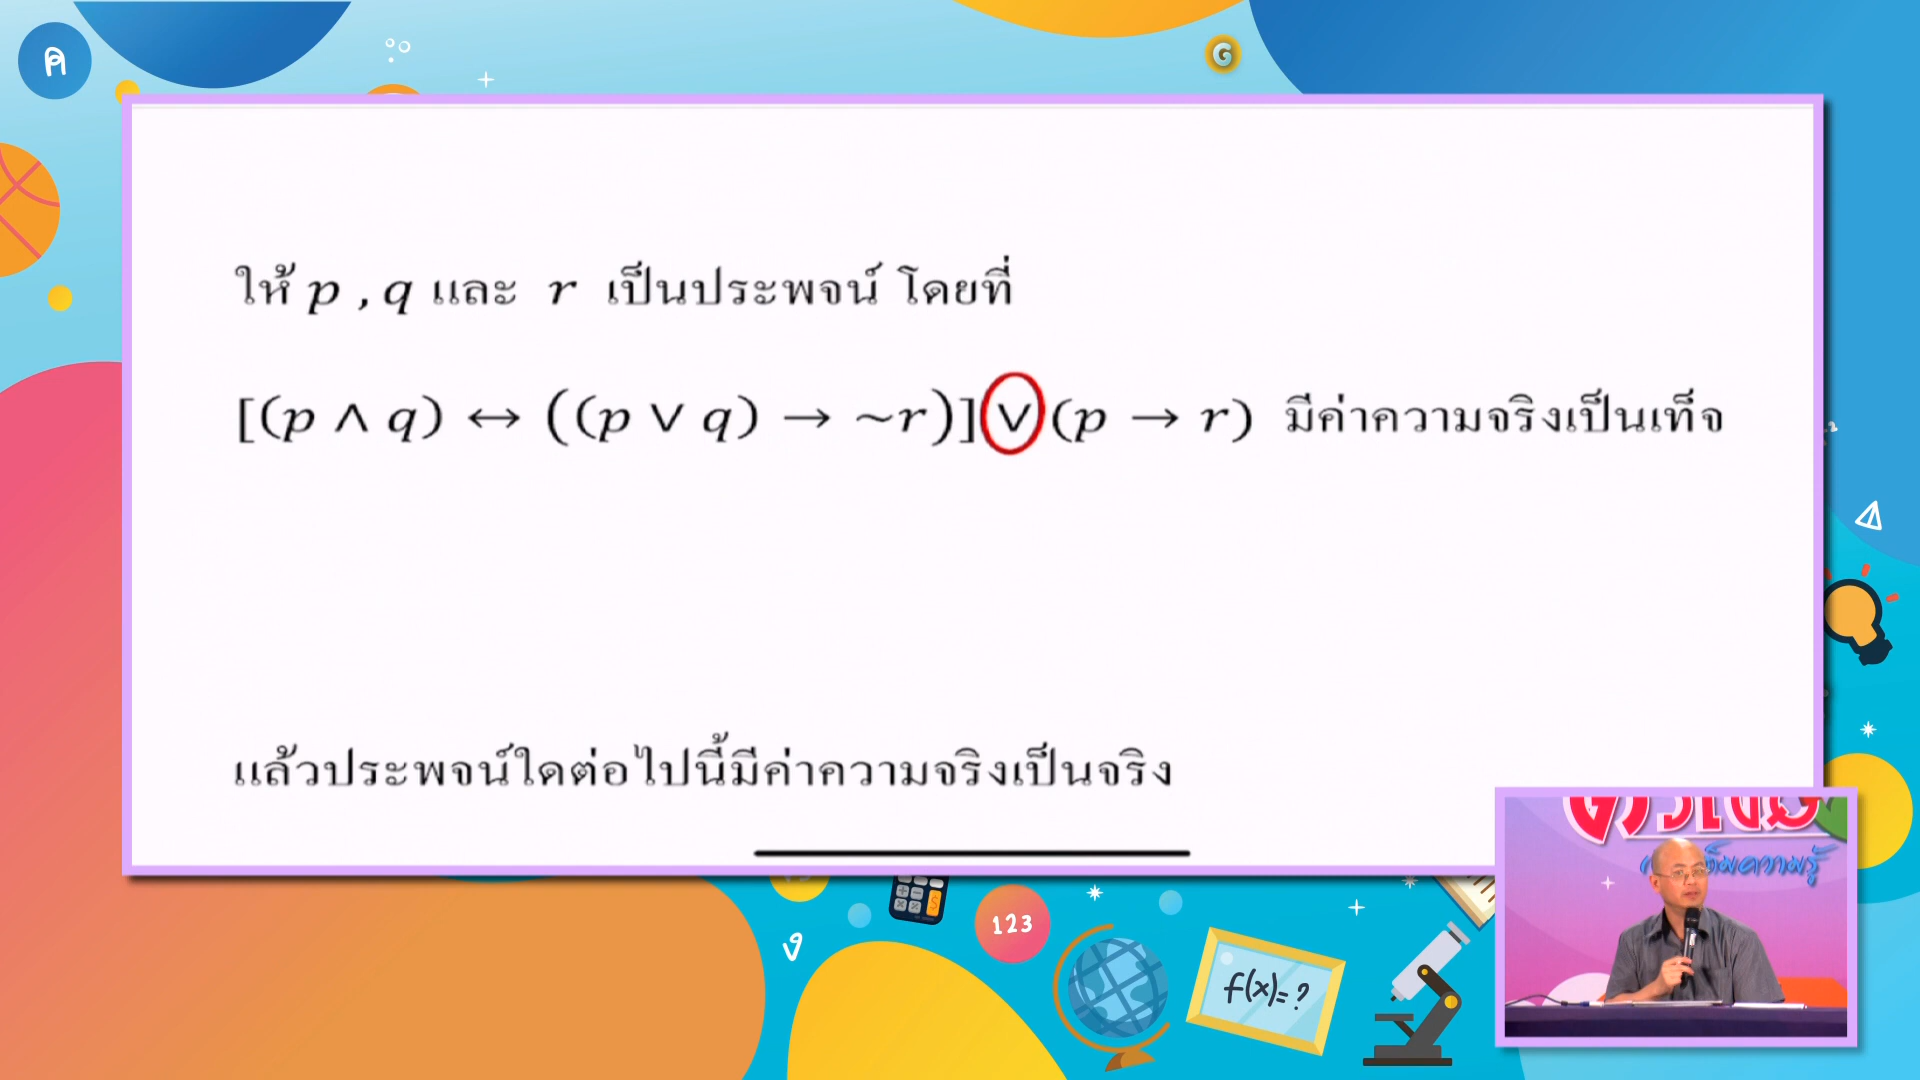 ค
ให้ p , q และ r เป็นประพจน์ โดยที่
[(p ∧ q) ↔ ((p ∨ q) → ~r)] ∨ (p → r) มีค่าความจริงเป็นเท็จ
แล้วประพจน์ใดต่อไปนี้มีค่าความจริงเป็นจริง
123
f(x)=?